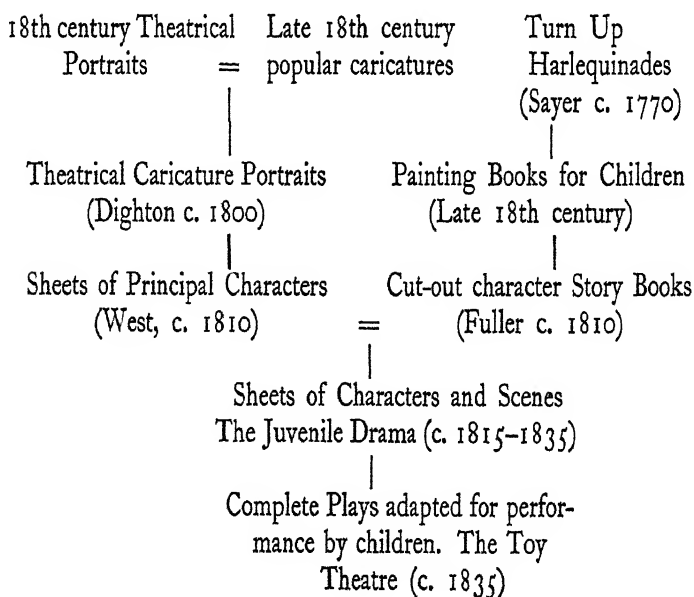 18th century Theatrical Late 18th century Turn Up
Portraits = popular caricatures Harlequinades
(Sayer c. 1770)
Theatrical Caricature Portraits Painting Books for Children
(Dighton c. 1800) (Late 18th century)
Sheets of Principal Characters Cut-out character Story Books
(West, c. 1810) = (Fuller c. 1810)
Sheets of Characters and Scenes
The Juvenile Drama (c. 1815–1835)
Complete Plays adapted for perfor-
mance by children. The Toy
Theatre (c. 1835)